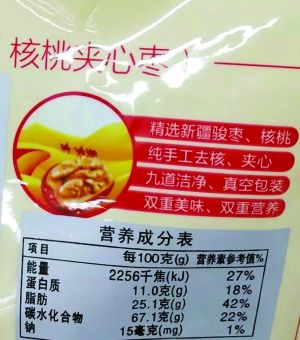 核桃夹心枣）
精选新疆骏枣、核桃
纯手工去核、夹心
九道洁净、真空包装
双重美味、双重营养
营养成分表
项目 每100克(g) 营养素参考值%
能量 2256千焦(kJ) 27%
蛋白质 11.0克(g) 18%
脂肪 25.1克(g) 42%
碳水化合物 67.1克(g) 22%
钠 15毫克(mg) 1%